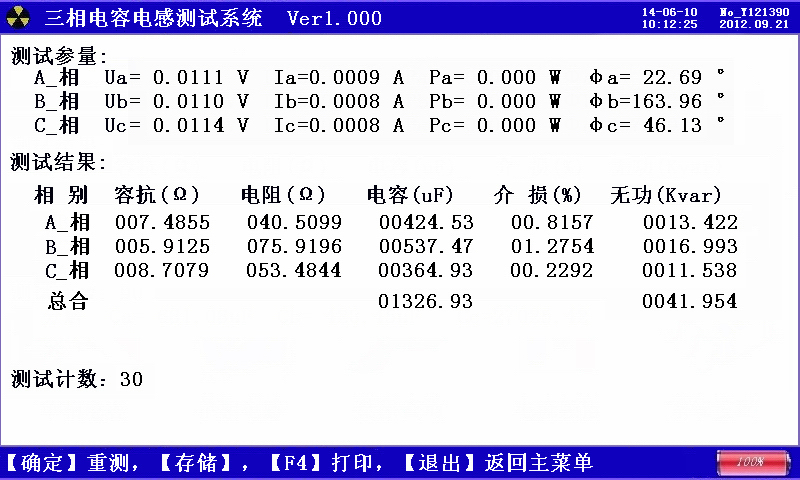 三相电容电感测试系统 Ver1.000 14-06-10 No_Y121390
10:12:25 2012.09.21
测试参量:
A_相 Ua= 0.0111 V Ia=0.0009 A Pa= 0.000 W Φa= 22.69 °
B_相 Ub= 0.0110 V Ib=0.0008 A Pb= 0.000 W Φb=163.96 °
C_相 Uc= 0.0114 V Ic=0.0008 A Pc= 0.000 W Φc= 46.13 °
测试结果:
相 别 容抗(Ω) 电阻(Ω) 电容(uF) 介 损(%) 无功(Kvar)
A_相 007.4855 040.5099 00424.53 00.8157 0013.422
B_相 005.9125 075.9196 00537.47 01.2754 0016.993
C_相 008.7079 053.4844 00364.93 00.2292 0011.538
总合 01326.93 0041.954
测试计数: 30
【确定】重测,【存储】,【F4】打印,【退出】返回主菜单 100%